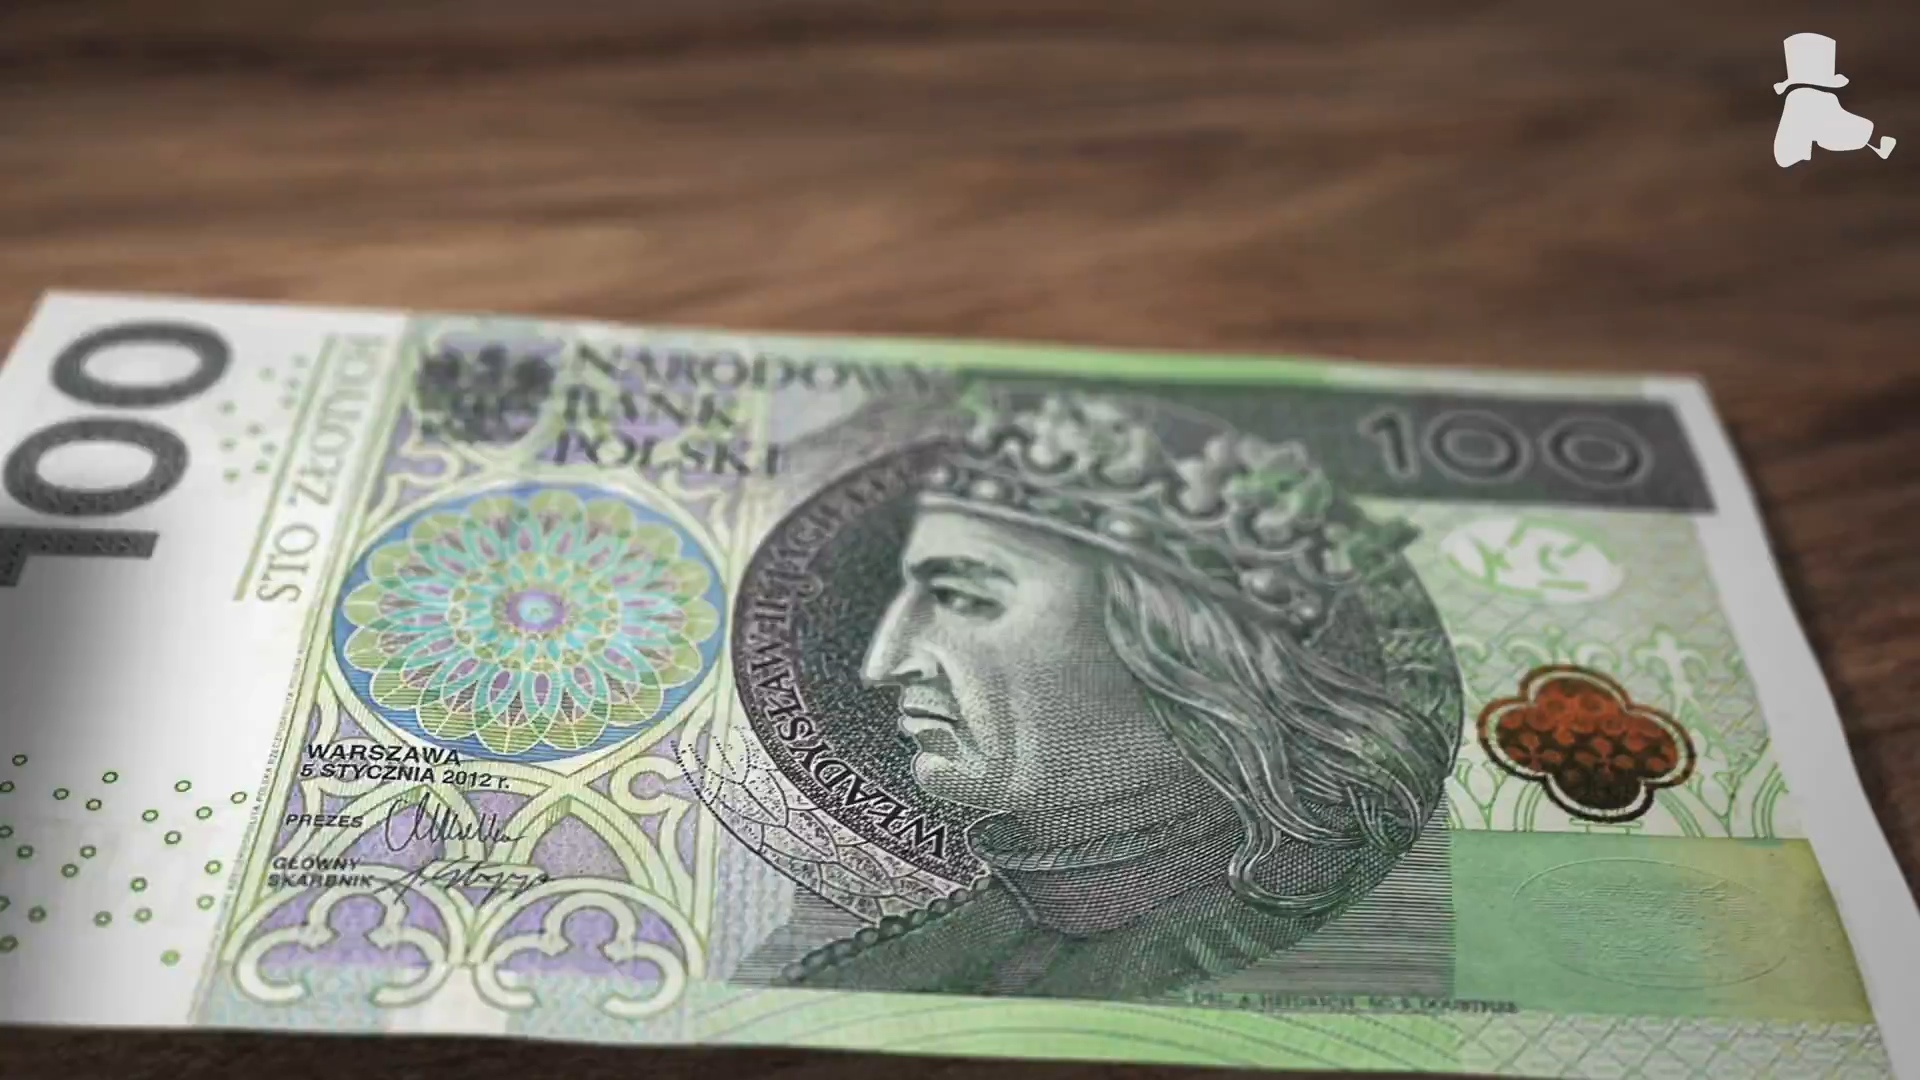 100
STO ZŁOTYCH
NARODOWY
BANK
POLSKI
100
WŁADYSŁAW II JAGIEŁŁO
WARSZAWA
5 STYCZNIA 2012 r.
PREZES
GŁÓWNY
SKARBNIK